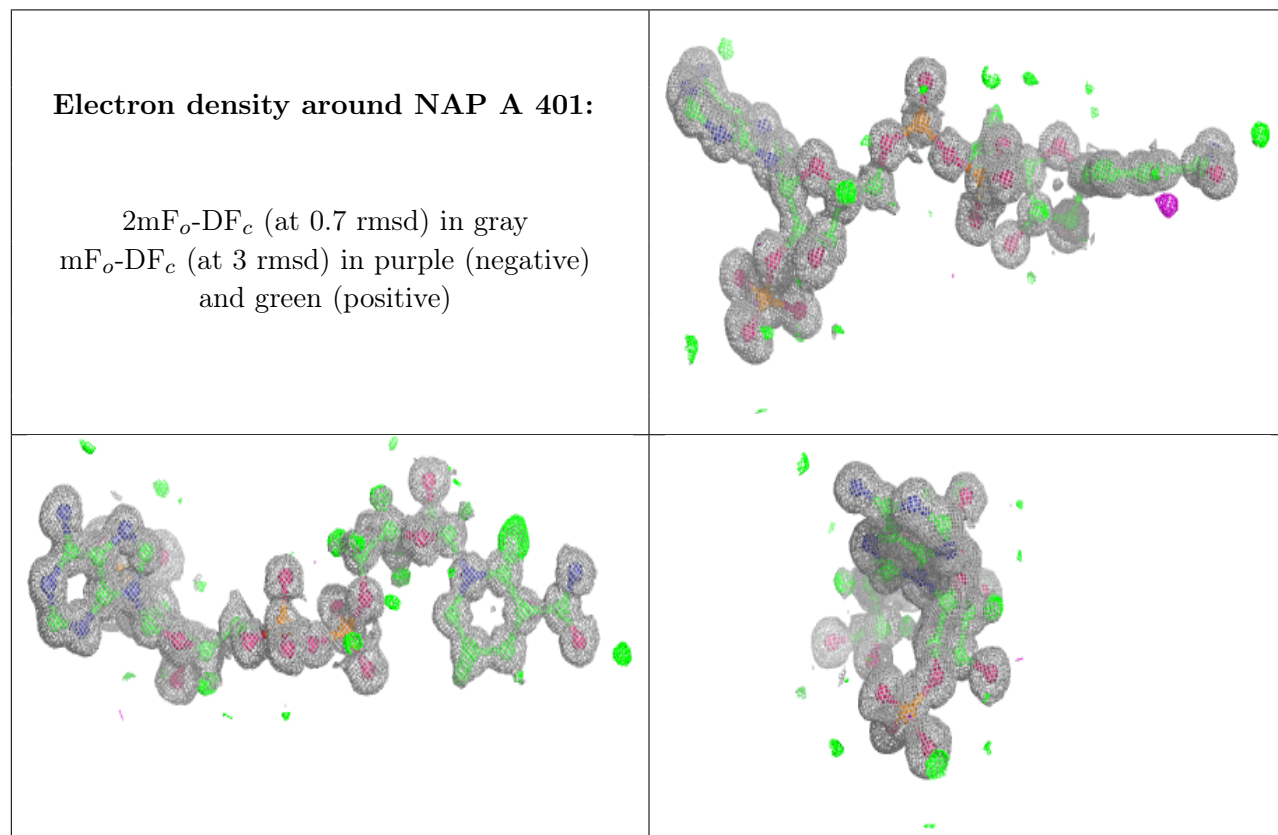 Electron density around NAP A 401:
2mFo-DFc (at 0.7 rmsd) in gray
mFo-DFc (at 3 rmsd) in purple (negative)
and green (positive)